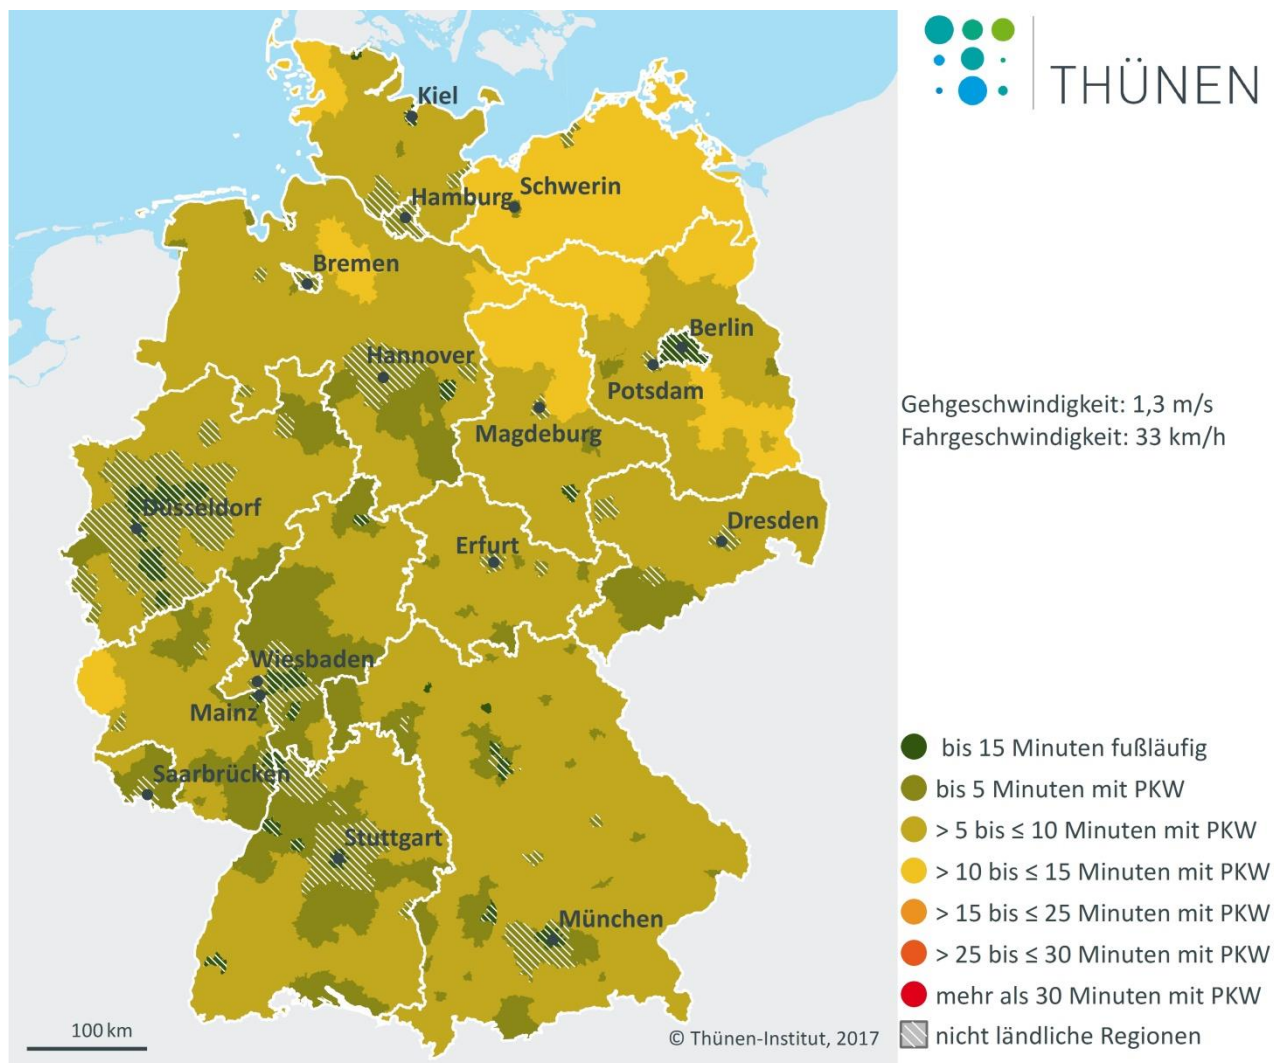 THÜNEN
Kiel
Schwerin
Hamburg
Bremen
Berlin
Hannover
Potsdam
Magdeburg
Düsseldorf
Dresden
Erfurt
Wiesbaden
Mainz
Saarbrücken
Stuttgart
München
Gehgeschwindigkeit: 1,3 m/s
Fahrgeschwindigkeit: 33 km/h
bis 15 Minuten fußläufig
bis 5 Minuten mit PKW
> 5 bis ≤ 10 Minuten mit PKW
> 10 bis ≤ 15 Minuten mit PKW
> 15 bis ≤ 25 Minuten mit PKW
> 25 bis ≤ 30 Minuten mit PKW
mehr als 30 Minuten mit PKW
nicht ländliche Regionen
100 km
© Thünen-Institut, 2017